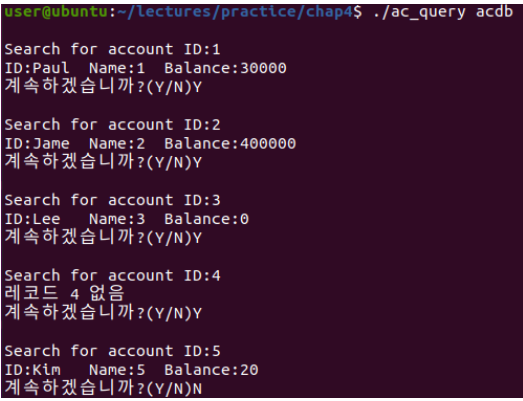 user@ubuntu:~/lectures/practice/chap4$ ./ac_query acdb
Search for account ID:1
ID:Paul  Name:1  Balance:30000
계속하겠습니까?(Y/N)Y
Search for account ID:2
ID:Jame  Name:2  Balance:400000
계속하겠습니까?(Y/N)Y
Search for account ID:3
ID:Lee   Name:3  Balance:0
계속하겠습니까?(Y/N)Y
Search for account ID:4
레코드 4 없음
계속하겠습니까?(Y/N)Y
Search for account ID:5
ID:Kim   Name:5  Balance:20
계속하겠습니까?(Y/N)N